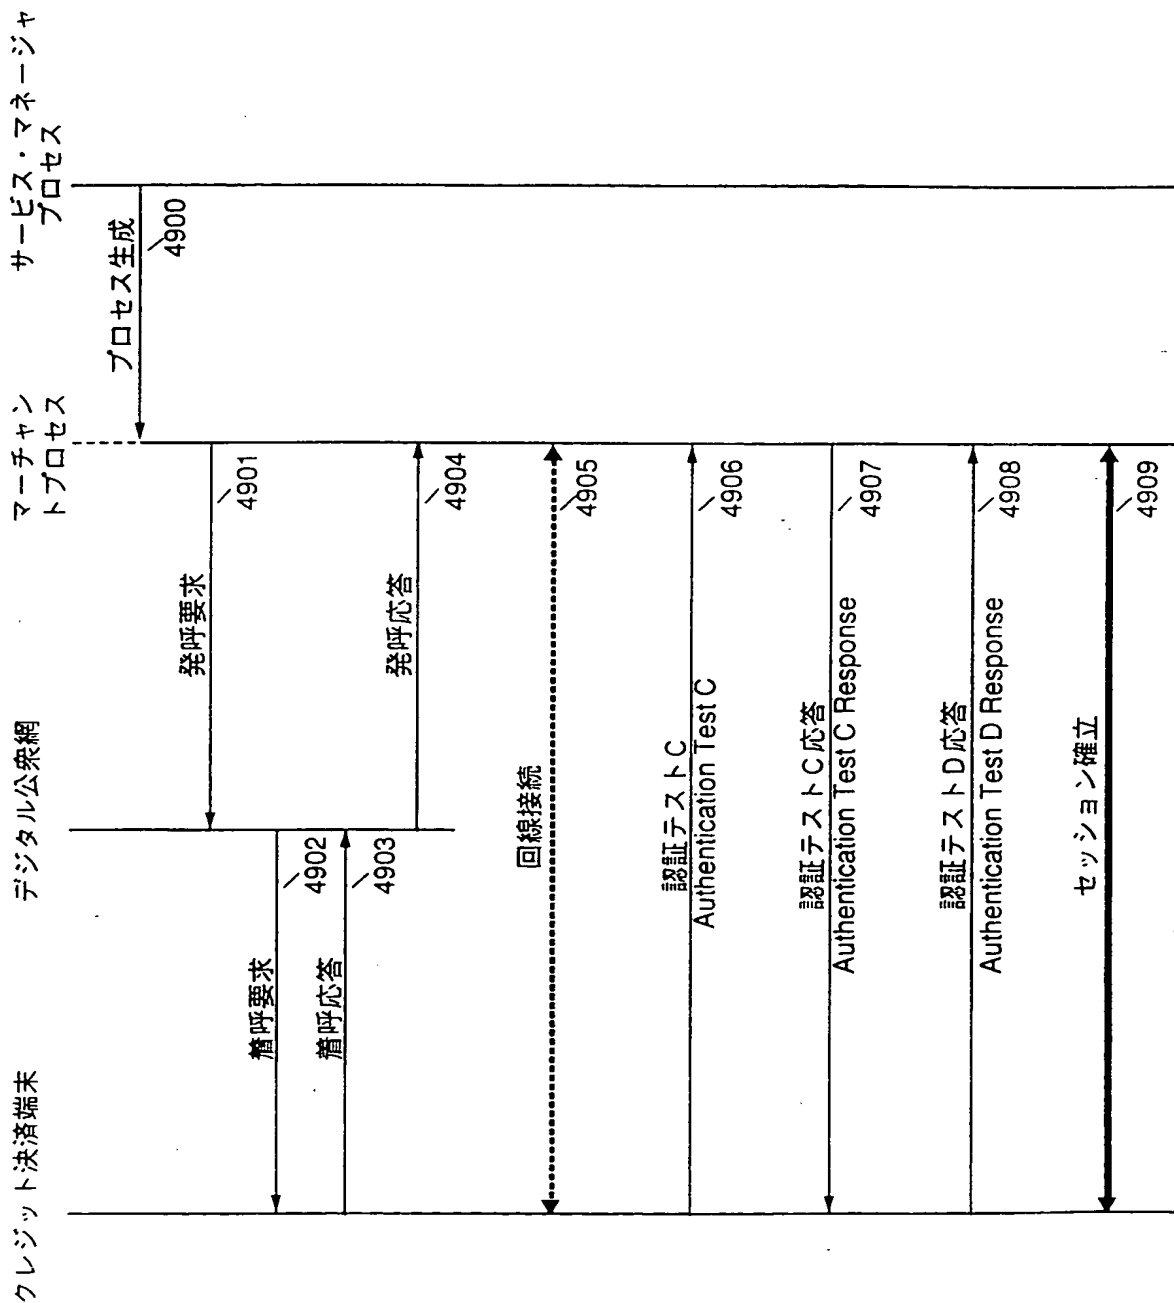 クレジット決済端末
デジタル公衆網
マーチャン
トプロセス
サービス・マネージャ
プロセス
プロセス生成
4900
発呼要求
4901
着呼要求
4902
着呼応答
4903
発呼応答
4904
回線接続
4905
認証テストC
Authentication Test C
4906
認証テストC応答
Authentication Test C Response
4907
認証テストD応答
Authentication Test D Response
4908
セッション確立
4909